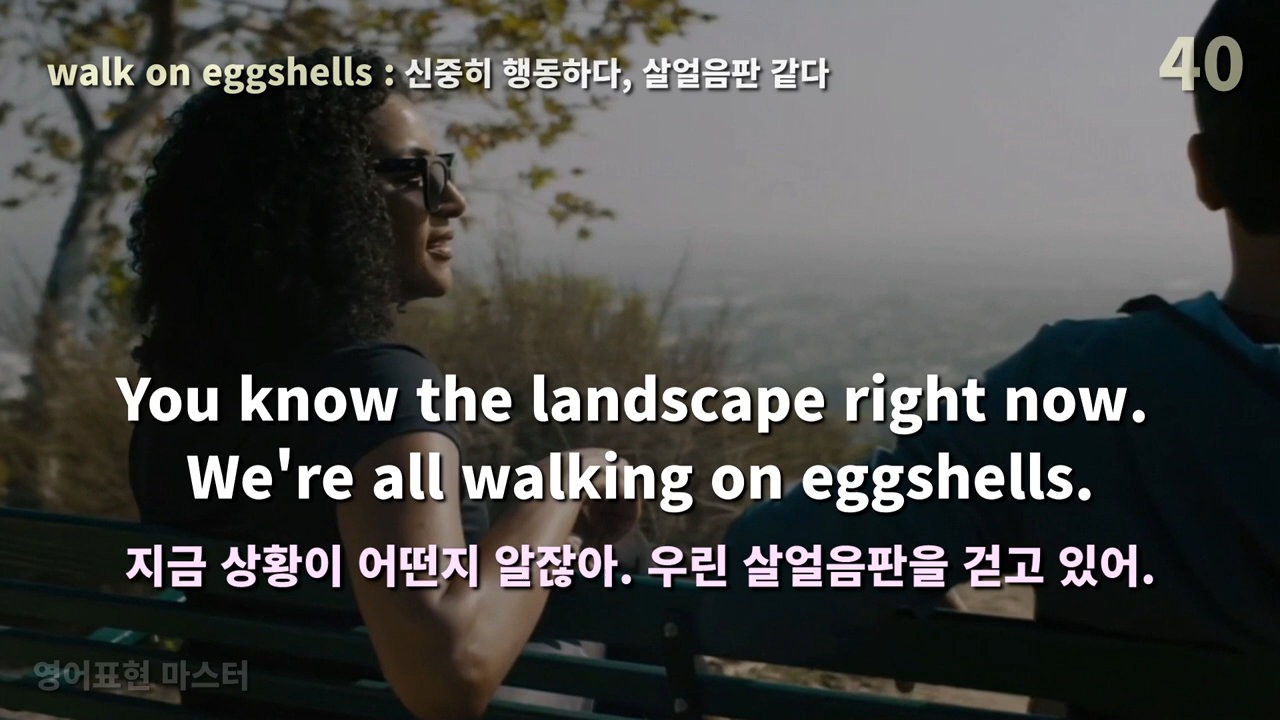 walk on eggshells : 신중히 행동하다, 살얼음판 같다
40
You know the landscape right now.
We're all walking on eggshells.
지금 상황이 어떤지 알잖아. 우린 살얼음판을 걷고 있어.
영어표현 마스터